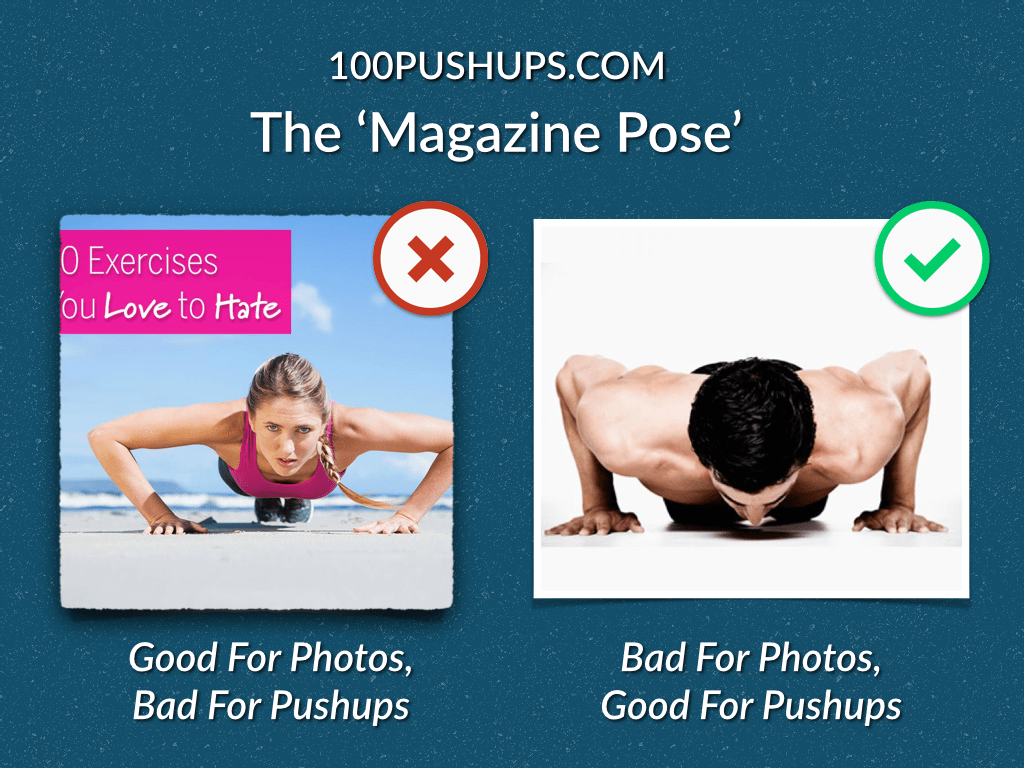 100PUSHUPS.COM
The ‘Magazine Pose’
0 Exercises
You Love to Hate
Good For Photos,
Bad For Pushups
Bad For Photos,
Good For Pushups